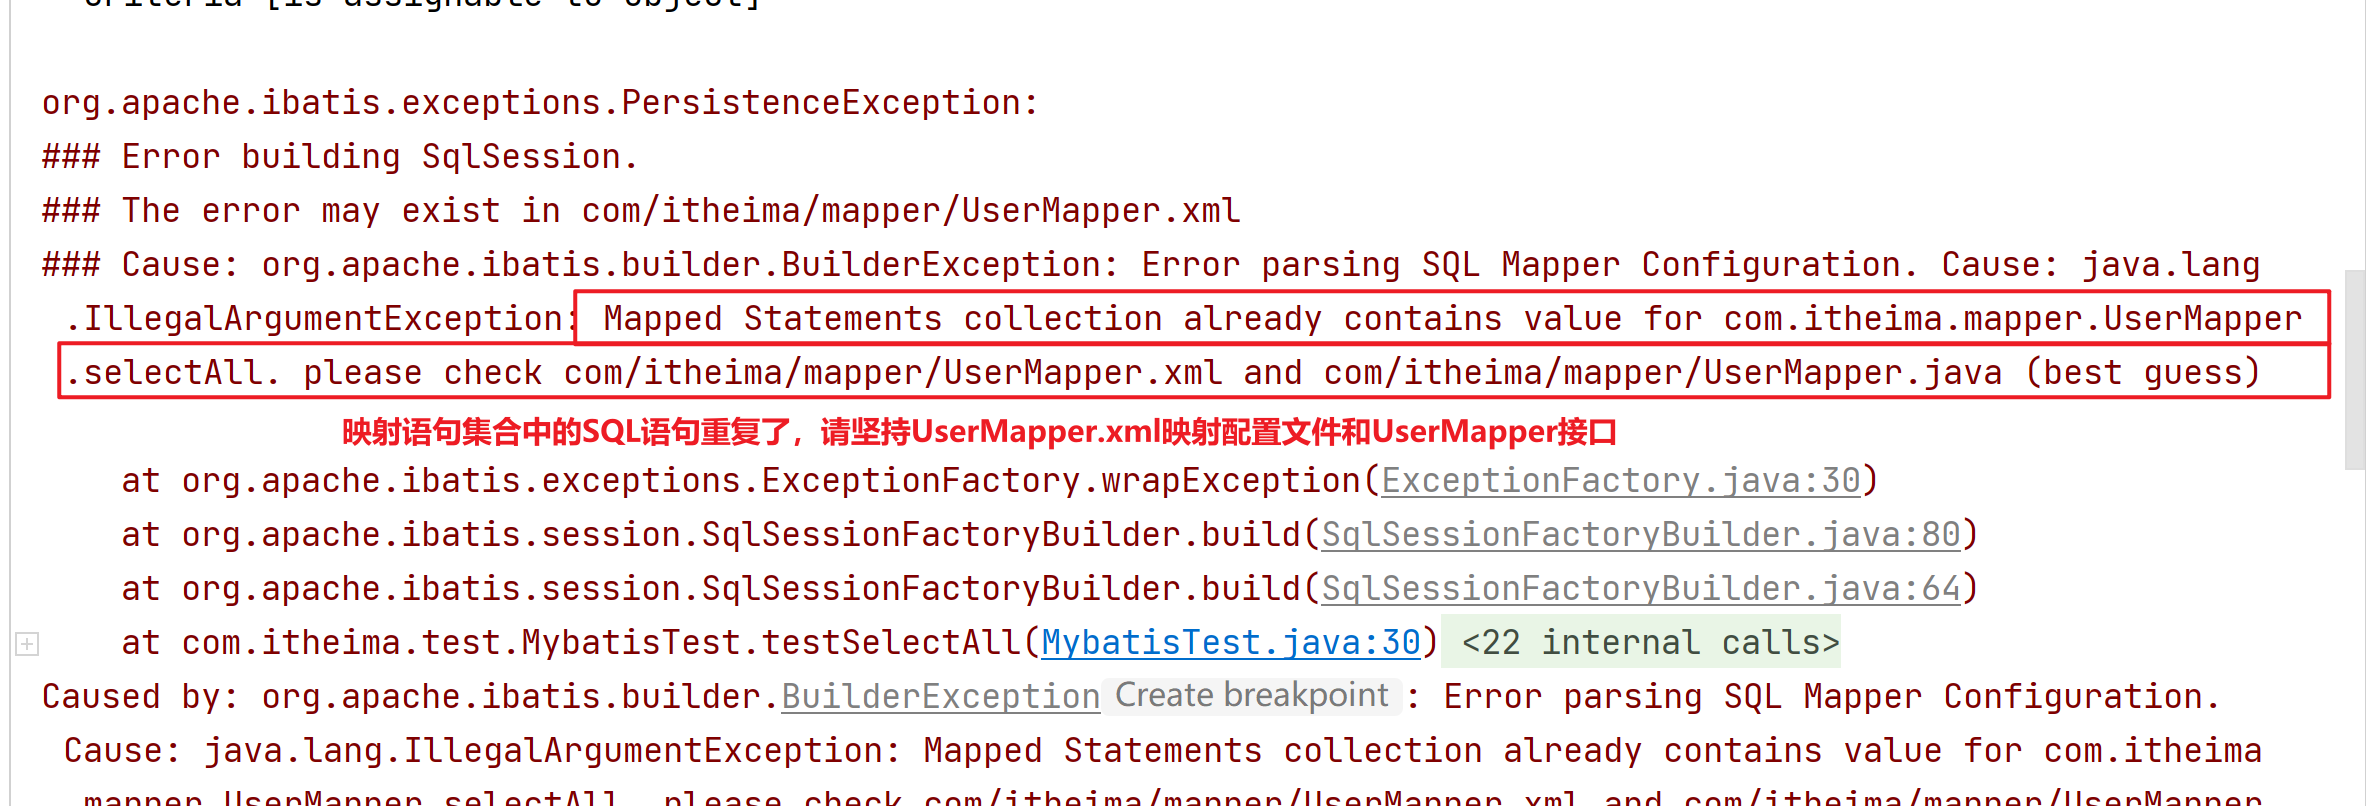 criteria [is assignable to object]
org.apache.ibatis.exceptions.PersistenceException:
### Error building SqlSession.
### The error may exist in com/itheima/mapper/UserMapper.xml
### Cause: org.apache.ibatis.builder.BuilderException: Error parsing SQL Mapper Configuration. Cause: java.lang
.IllegalArgumentException: Mapped Statements collection already contains value for com.itheima.mapper.UserMapper
.selectAll. please check com/itheima/mapper/UserMapper.xml and com/itheima/mapper/UserMapper.java (best guess)
映射语句集合中的SQL语句重复了，请坚持UserMapper.xml映射配置文件和UserMapper接口
at org.apache.ibatis.exceptions.ExceptionFactory.wrapException(ExceptionFactory.java:30)
at org.apache.ibatis.session.SqlSessionFactoryBuilder.build(SqlSessionFactoryBuilder.java:80)
at org.apache.ibatis.session.SqlSessionFactoryBuilder.build(SqlSessionFactoryBuilder.java:64)
at com.itheima.test.MybatisTest.testSelectAll(MybatisTest.java:30) <22 internal calls>
Caused by: org.apache.ibatis.builder.BuilderException Create breakpoint : Error parsing SQL Mapper Configuration.
Cause: java.lang.IllegalArgumentException: Mapped Statements collection already contains value for com.itheima
.mapper.UserMapper.selectAll. please check com/itheima/mapper/UserMapper.xml and com/itheima/mapper/UserMapper